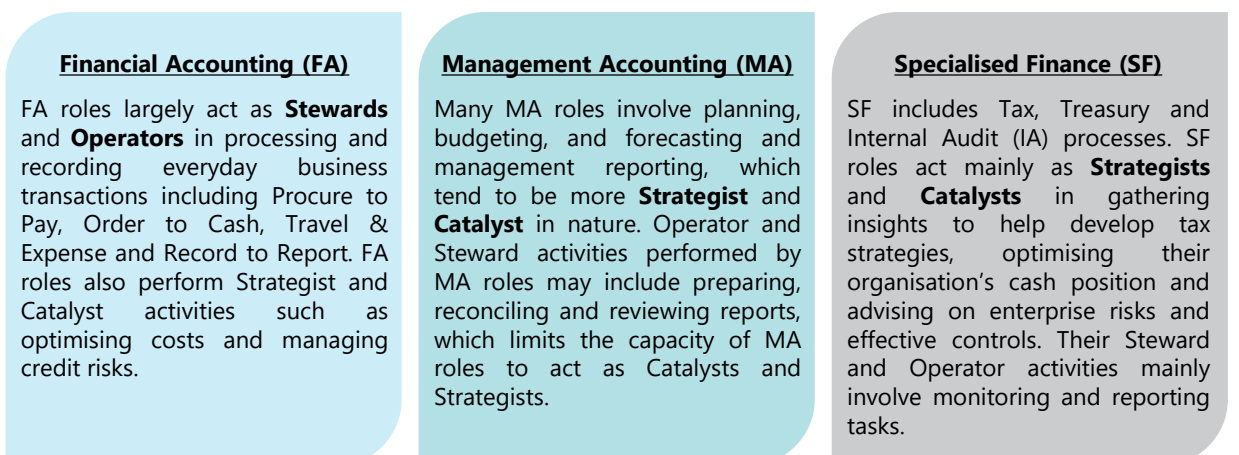 Financial Accounting (FA)
FA roles largely act as Stewards
and Operators in processing and
recording everyday business
transactions including Procure to
Pay, Order to Cash, Travel &
Expense and Record to Report. FA
roles also perform Strategist and
Catalyst activities such as
optimising costs and managing
credit risks.
Management Accounting (MA)
Many MA roles involve planning,
budgeting, and forecasting and
management reporting, which
tend to be more Strategist and
Catalyst in nature. Operator and
Steward activities performed by
MA roles may include preparing,
reconciling and reviewing reports,
which limits the capacity of MA
roles to act as Catalysts and
Strategists.
Specialised Finance (SF)
SF includes Tax, Treasury and
Internal Audit (IA) processes. SF
roles act mainly as Strategists
and Catalysts in gathering
insights to help develop tax
strategies, optimising their
organisation's cash position and
advising on enterprise risks and
effective controls. Their Steward
and Operator activities mainly
involve monitoring and reporting
tasks.